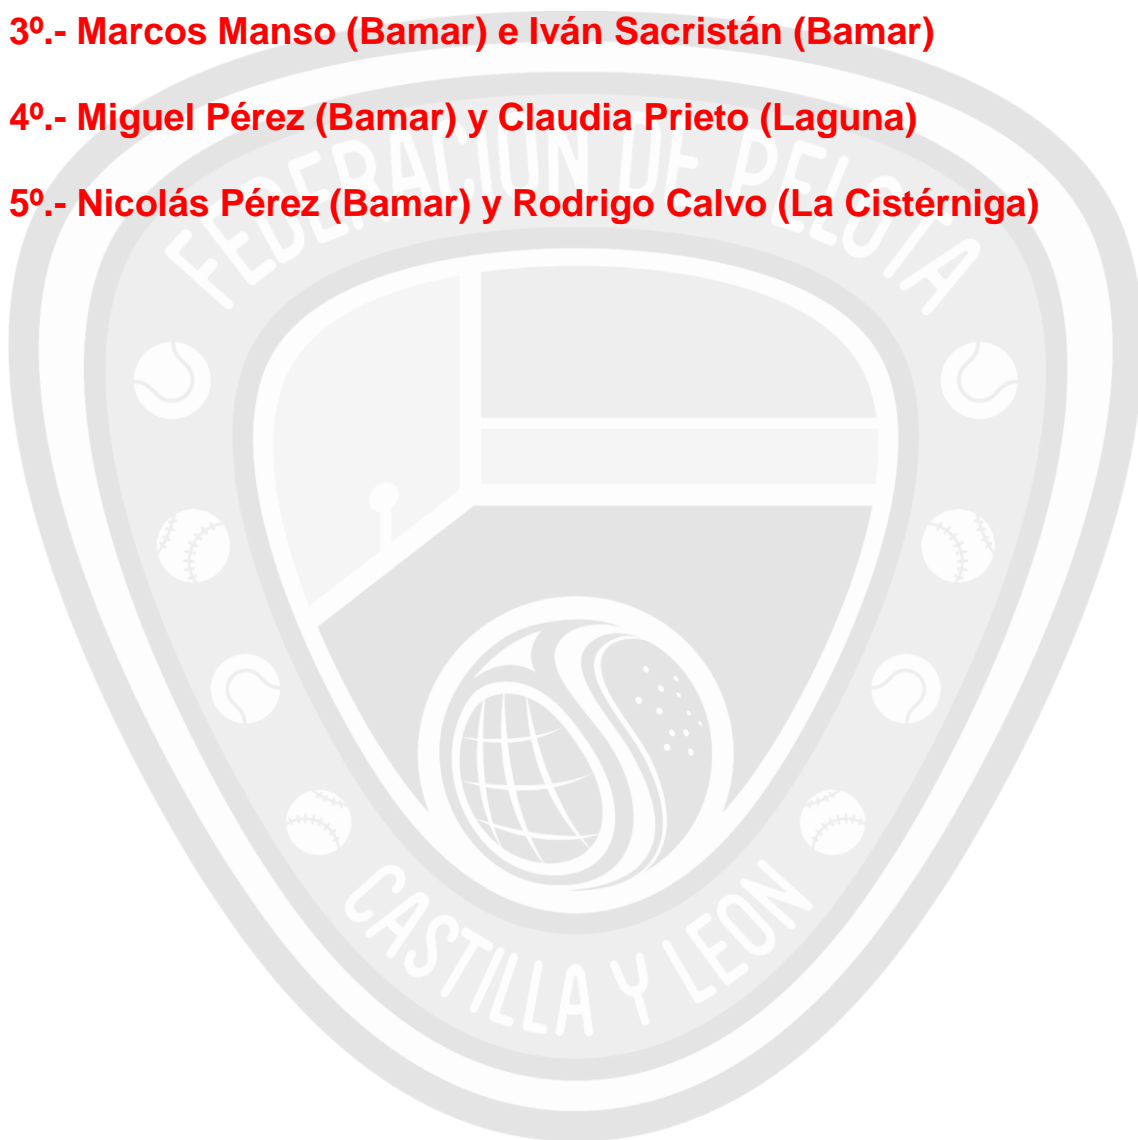 3º.- Marcos Manso (Bamar) e Iván Sacristán (Bamar)
4º.- Miguel Pérez (Bamar) y Claudia Prieto (Laguna)
5º.- Nicolás Pérez (Bamar) y Rodrigo Calvo (La Cistérniga)
FEDERACION DE PELOTA
CASTILLA Y LEON